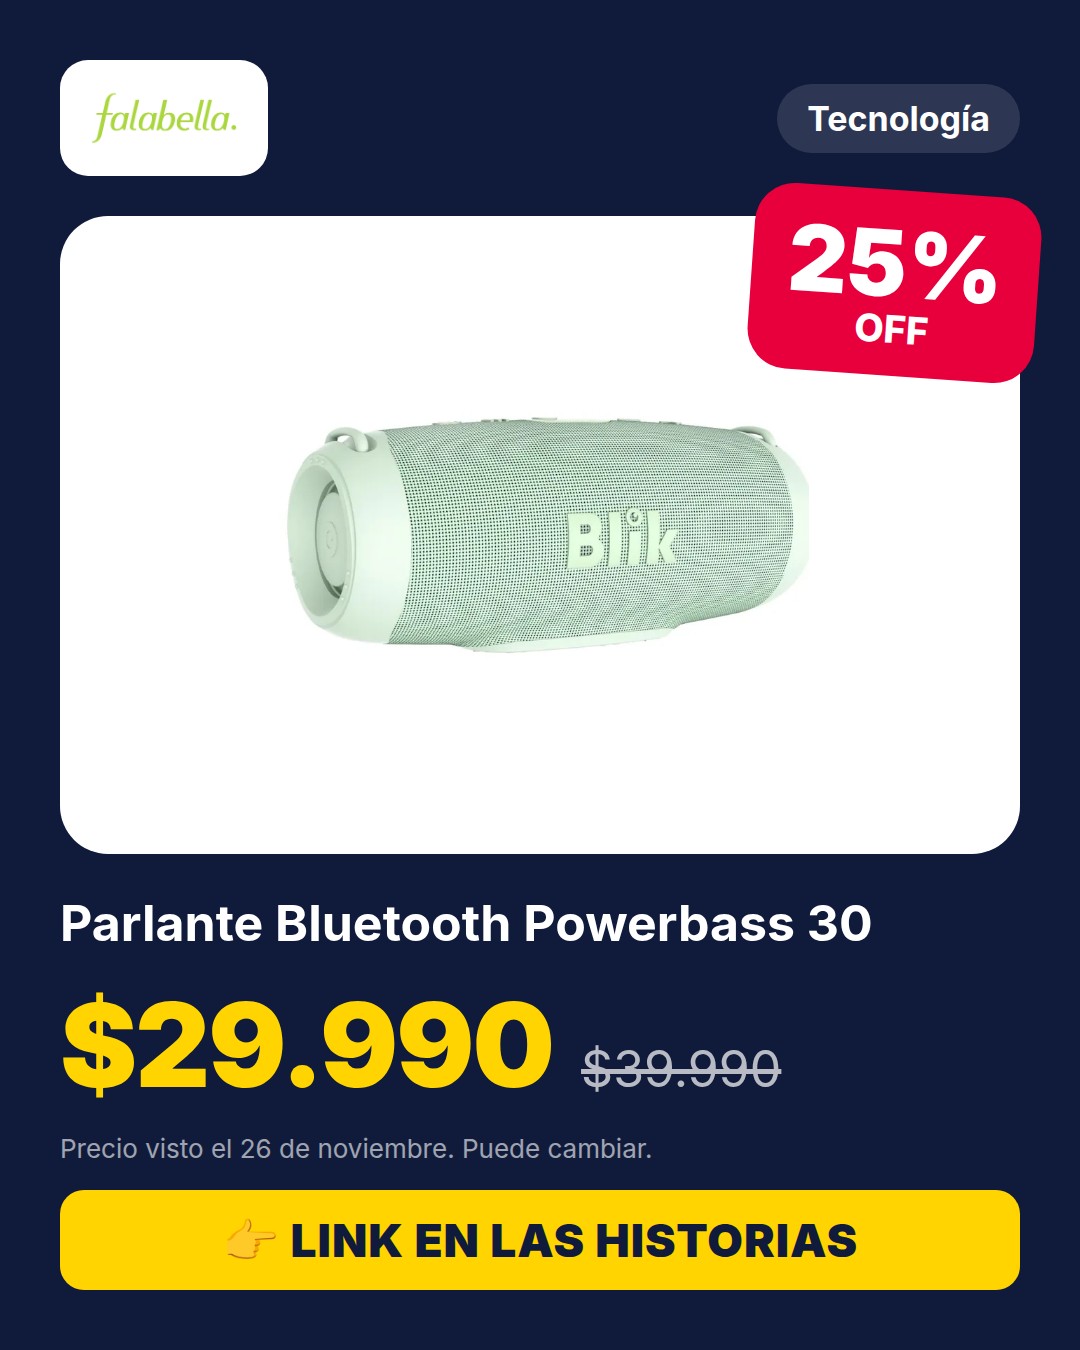 falabella.
Tecnología
25%
OFF
Blik
Parlante Bluetooth Powerbass 30
$29.990 $39.990
Precio visto el 26 de noviembre. Puede cambiar.
👉 LINK EN LAS HISTORIAS